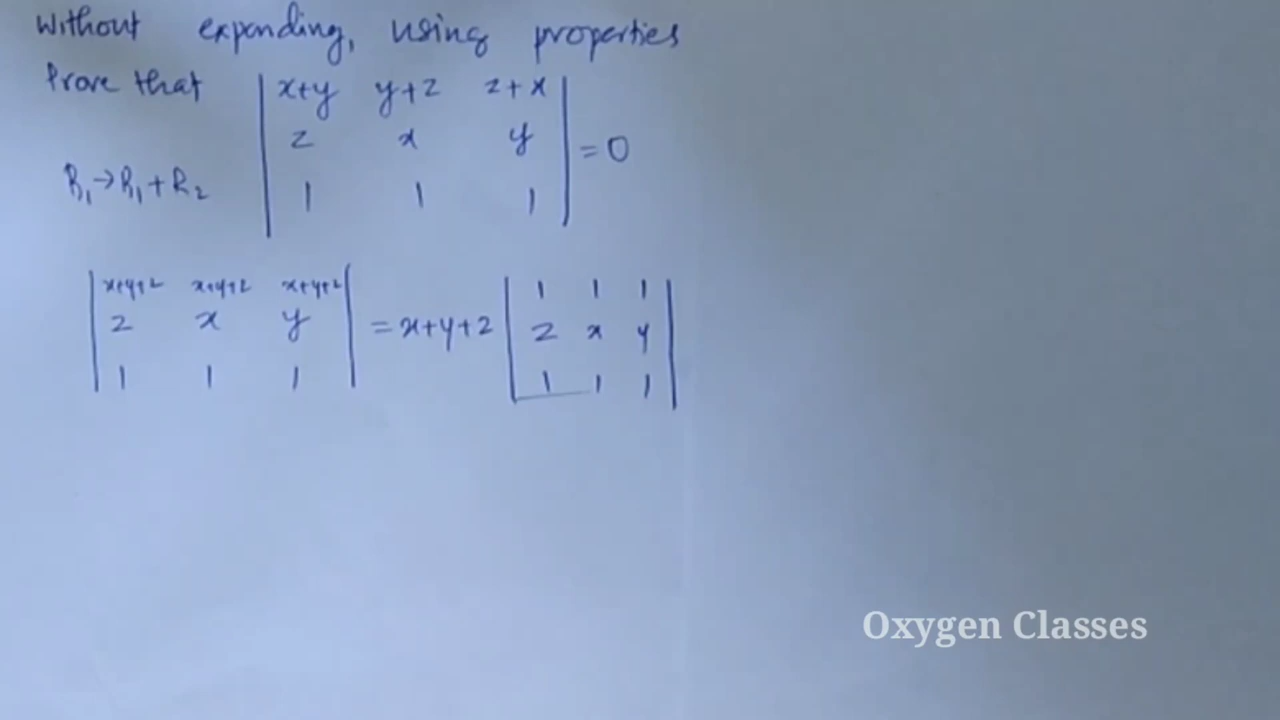 Without expanding, using properties
Prove that | x+y y+z z+x |
| z x y | = 0
R₁→R₁+R₂ | 1 1 1 |
| x+y+z x+y+z x+y+z | | 1 1 1 |
| z x y | = x+y+z | z x y |
| 1 1 1 | | 1 1 1 |
Oxygen Classes